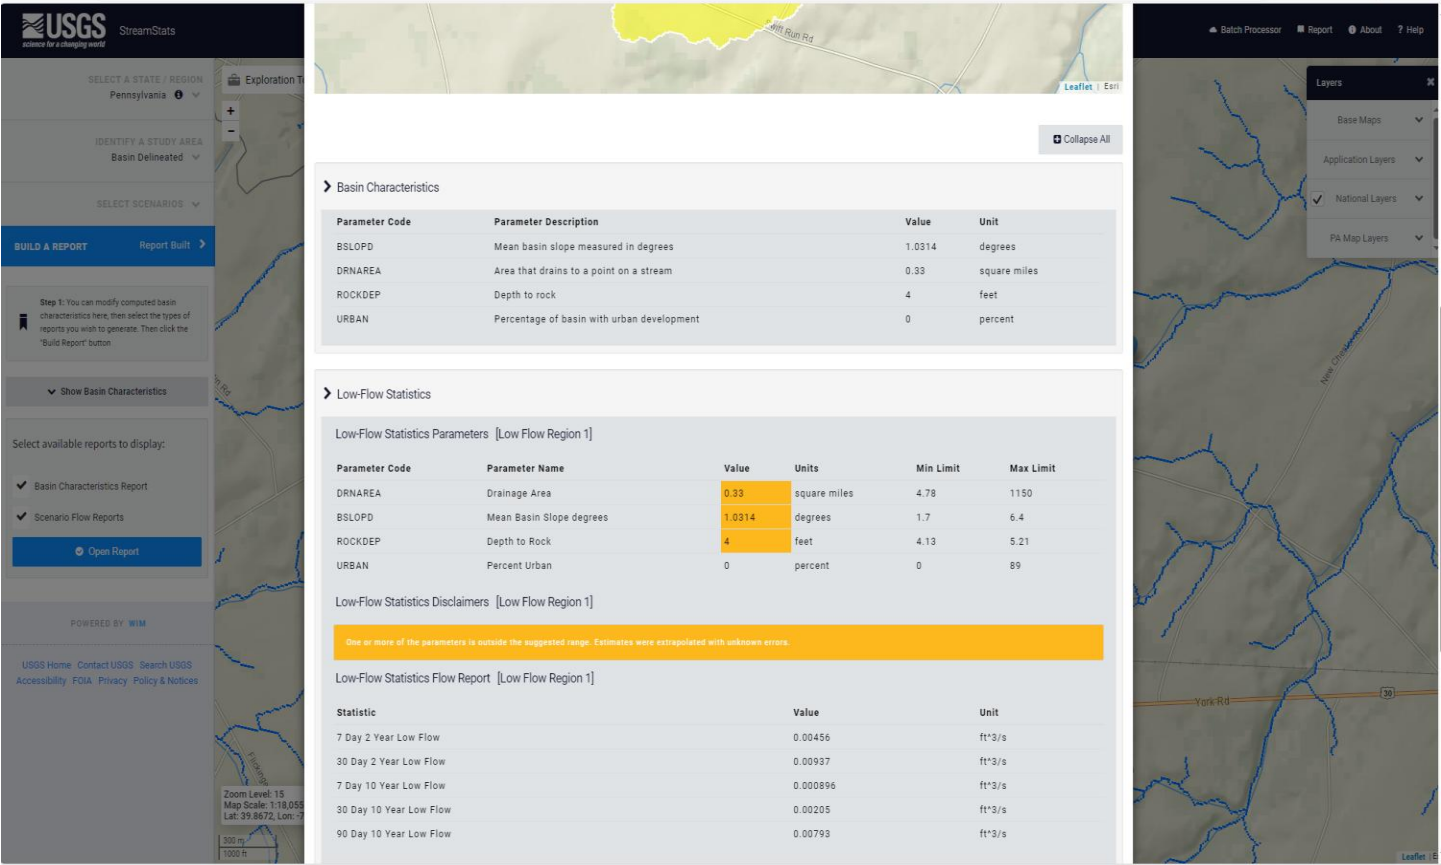 USGS
science for a changing world
StreamStats
Batch Processor Report About ? Help
SELECT A STATE / REGION
Pennsylvania
IDENTIFY A STUDY AREA
Basin Delineated
SELECT SCENARIOS
BUILD A REPORT Report Built
Step 1: You can modify computed basin
characteristics here, then select the types of
reports you wish to generate. Then click the
"Build Report" button
Show Basin Characteristics
Select available reports to display:
Basin Characteristics Report
Scenario Flow Reports
Open Report
POWERED BY WIM
USGS Home Contact USGS Search USGS
Accessibility FOIA Privacy Policy & Notices
Exploration
+
-
Zoom Level: 15
Map Scale: 1:18,055
Lat: 39.8672, Lon:
300 m
1000 ft
Swift Run Rd
Leaflet | Esri
Collapse All
Basin Characteristics
Parameter Code Parameter Description Value Unit
BSLOPD Mean basin slope measured in degrees 1.0314 degrees
DRNAREA Area that drains to a point on a stream 0.33 square miles
ROCKDEP Depth to rock 4 feet
URBAN Percentage of basin with urban development 0 percent
Low-Flow Statistics
Low-Flow Statistics Parameters [Low Flow Region 1]
Parameter Code Parameter Name Value Units Min Limit Max Limit
DRNAREA Drainage Area 0.33 square miles 4.78 1150
BSLOPD Mean Basin Slope degrees 1.0314 degrees 1.7 6.4
ROCKDEP Depth to Rock 4 feet 4.13 5.21
URBAN Percent Urban 0 percent 0 89
Low-Flow Statistics Disclaimers [Low Flow Region 1]
One or more of the parameters is outside the suggested range. Estimates were extrapolated with unknown errors.
Low-Flow Statistics Flow Report [Low Flow Region 1]
Statistic Value Unit
7 Day 2 Year Low Flow 0.00456 ft^3/s
30 Day 2 Year Low Flow 0.00937 ft^3/s
7 Day 10 Year Low Flow 0.000896 ft^3/s
30 Day 10 Year Low Flow 0.00205 ft^3/s
90 Day 10 Year Low Flow 0.00793 ft^3/s
Layers
Base Maps
Application Layers
National Layers
PA Map Layers
New Chester Rd
York Rd
30
Leaflet